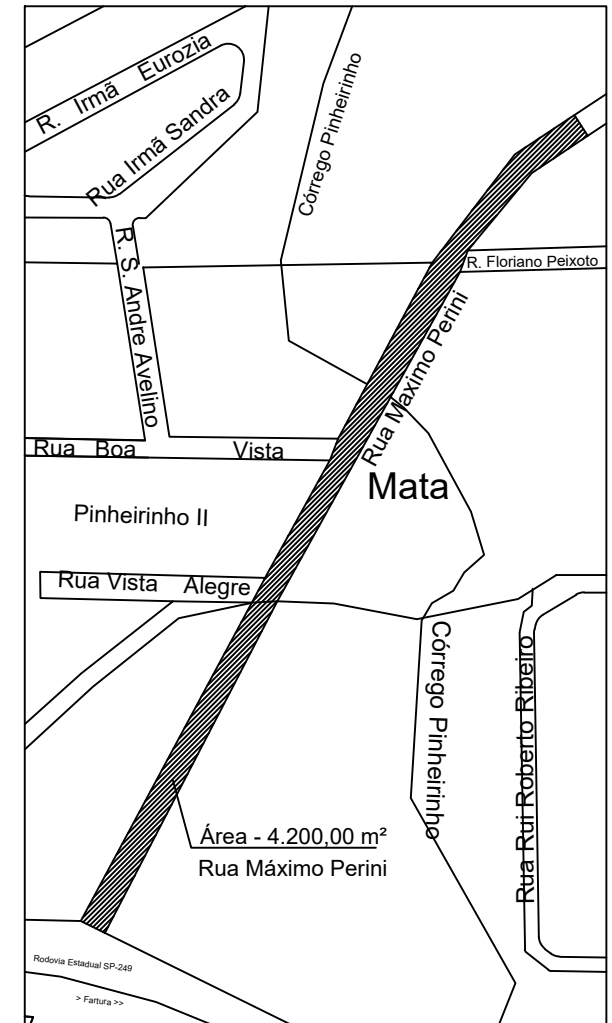 R. Irmã Eurozia
Rua Irmã Sandra
Córrego Pinheirinho
R. S. Andre Avelino
R. Floriano Peixoto
Rua Maximo Perini
Rua Boa Vista
Mata
Pinheirinho II
Rua Vista Alegre
Córrego Pinheirinho
Rua Rui Roberto Ribeiro
Área - 4.200,00 m²
Rua Máximo Perini
Rodovia Estadual SP-249
> Fartura >>